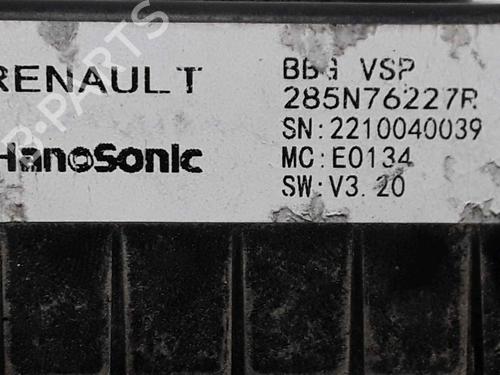 RENAULT
HanoSonic
BBG VSP
285N76227R
SN:2210040039
MC:E0134
SW:V3.20